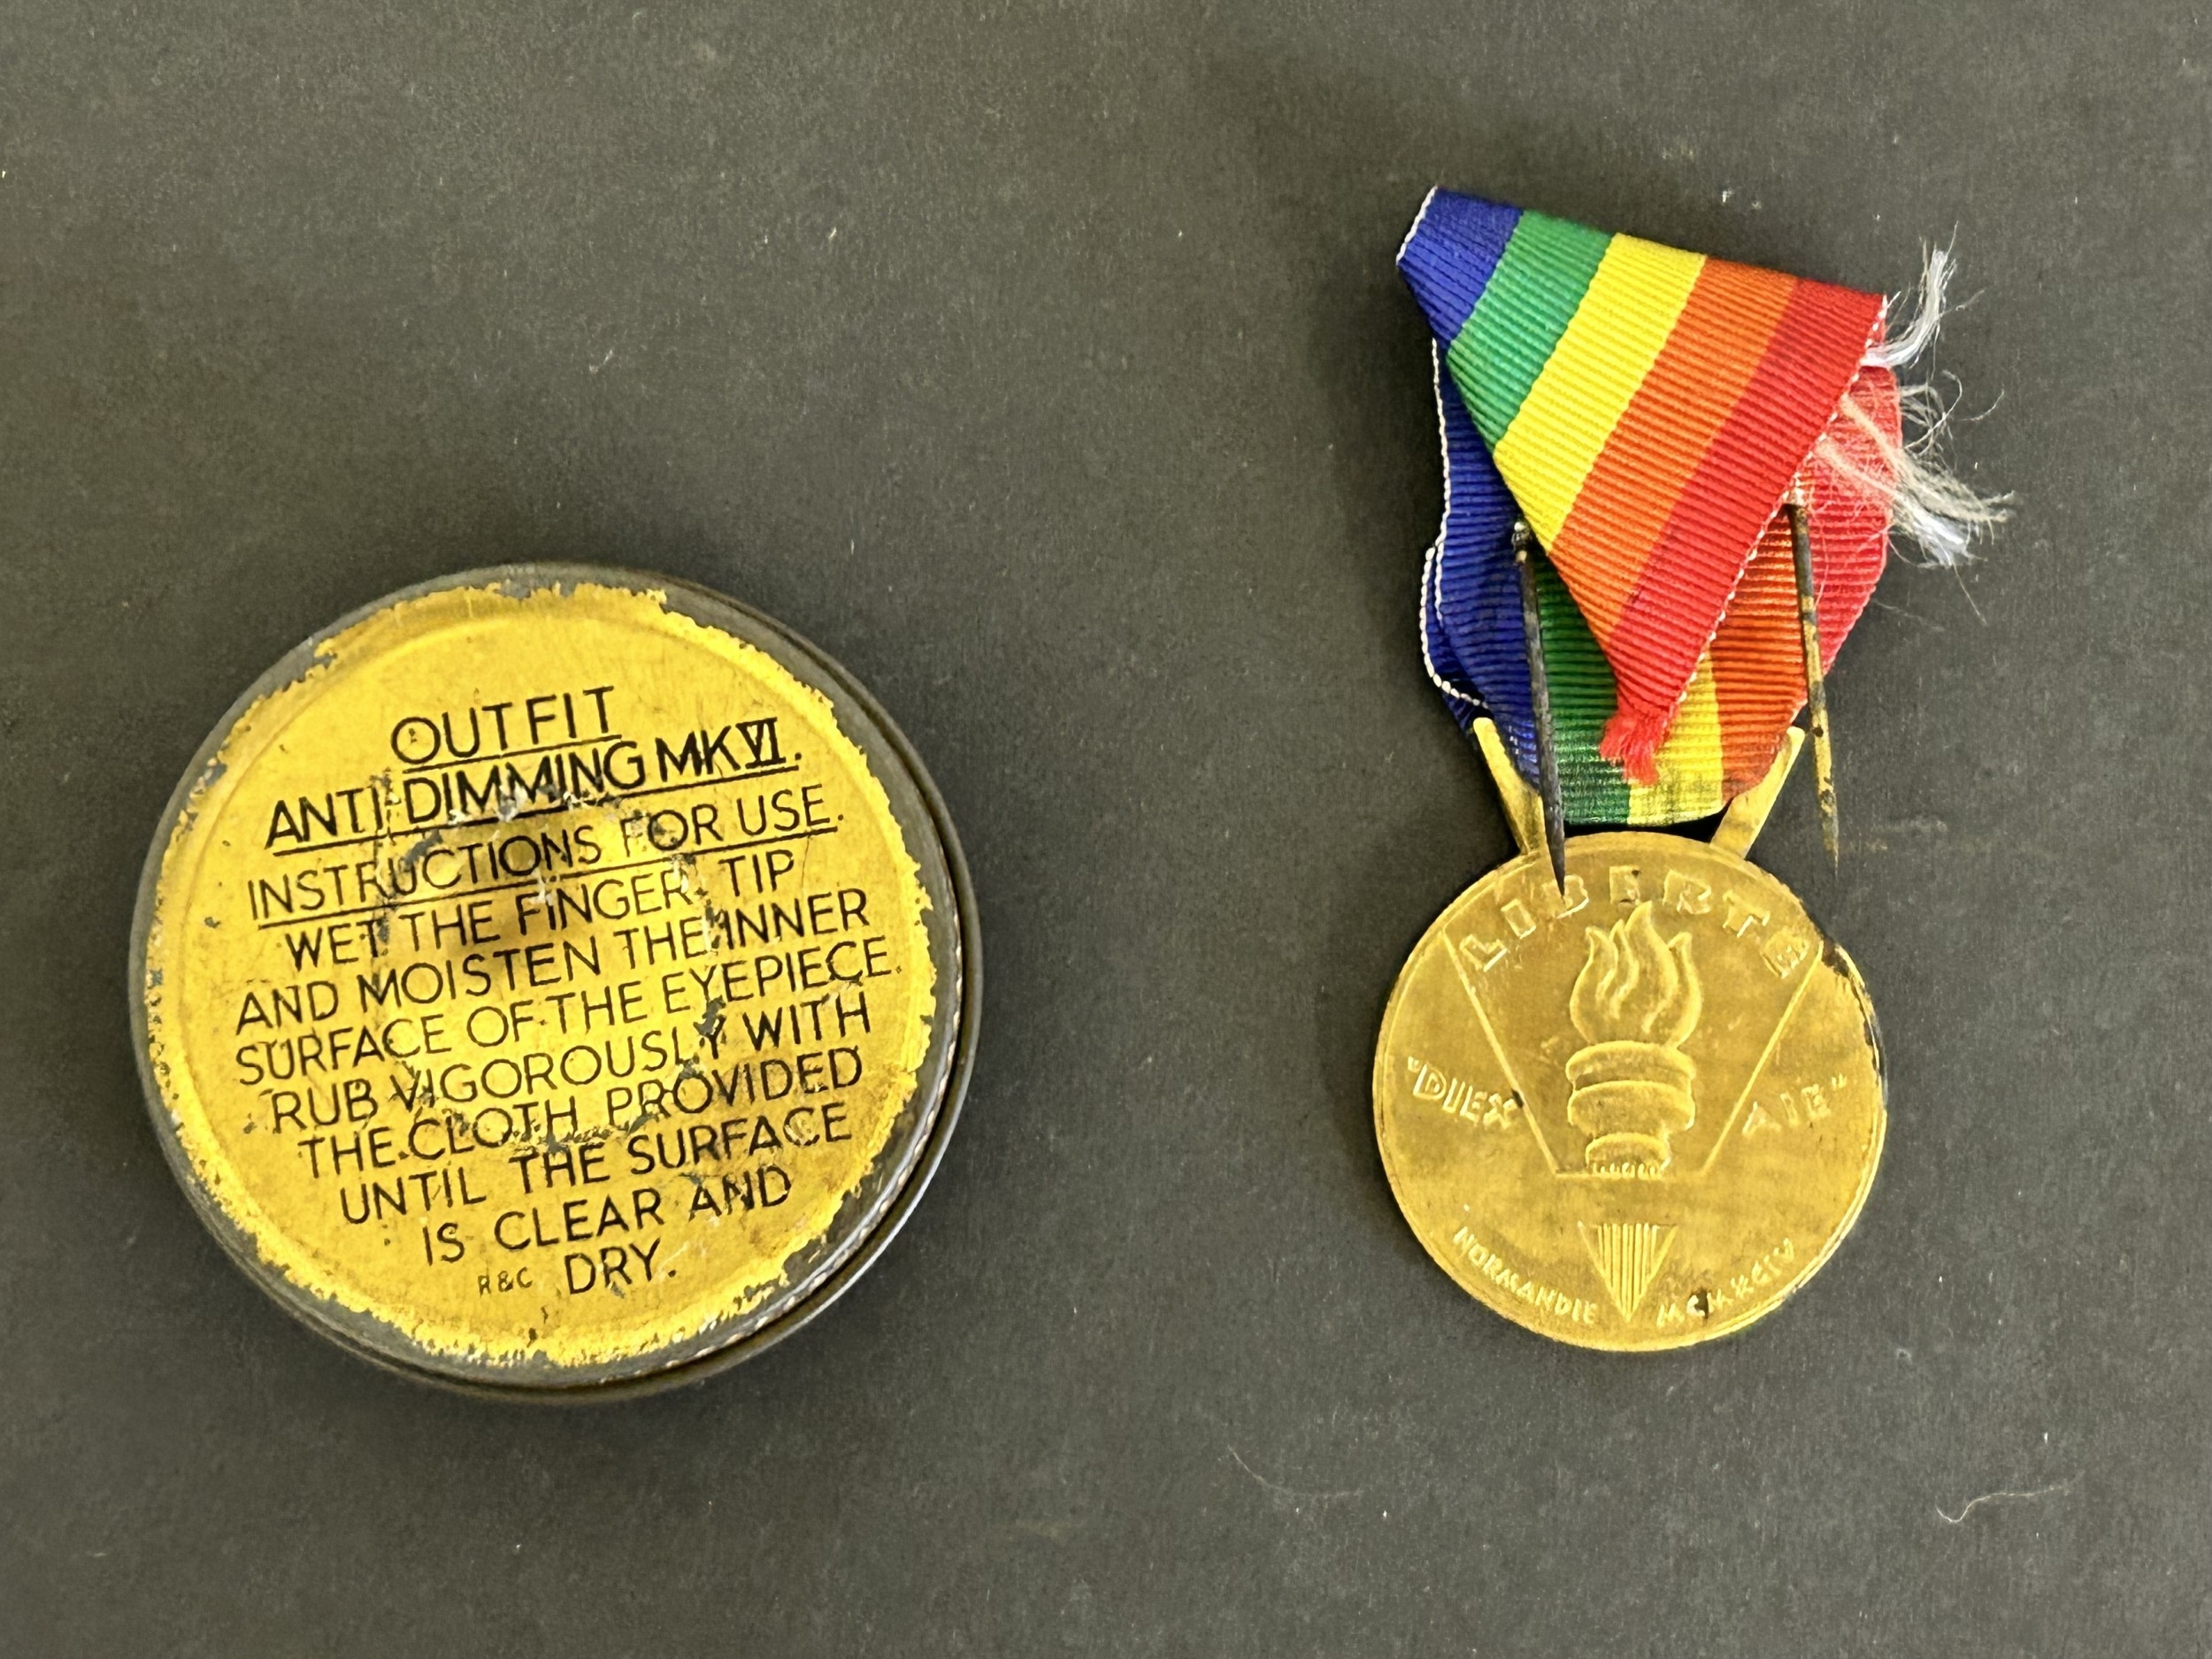 OUTFIT
ANTI-DIMMING MK VI.
INSTRUCTIONS FOR USE.
WET THE FINGER TIP
AND MOISTEN THE INNER
SURFACE OF THE EYEPIECE.
RUB VIGOROUSLY WITH
THE CLOTH PROVIDED
UNTIL THE SURFACE
IS CLEAR AND
DRY.
R&C
LIBERTE
"DIEX AIE"
NORMANDIE